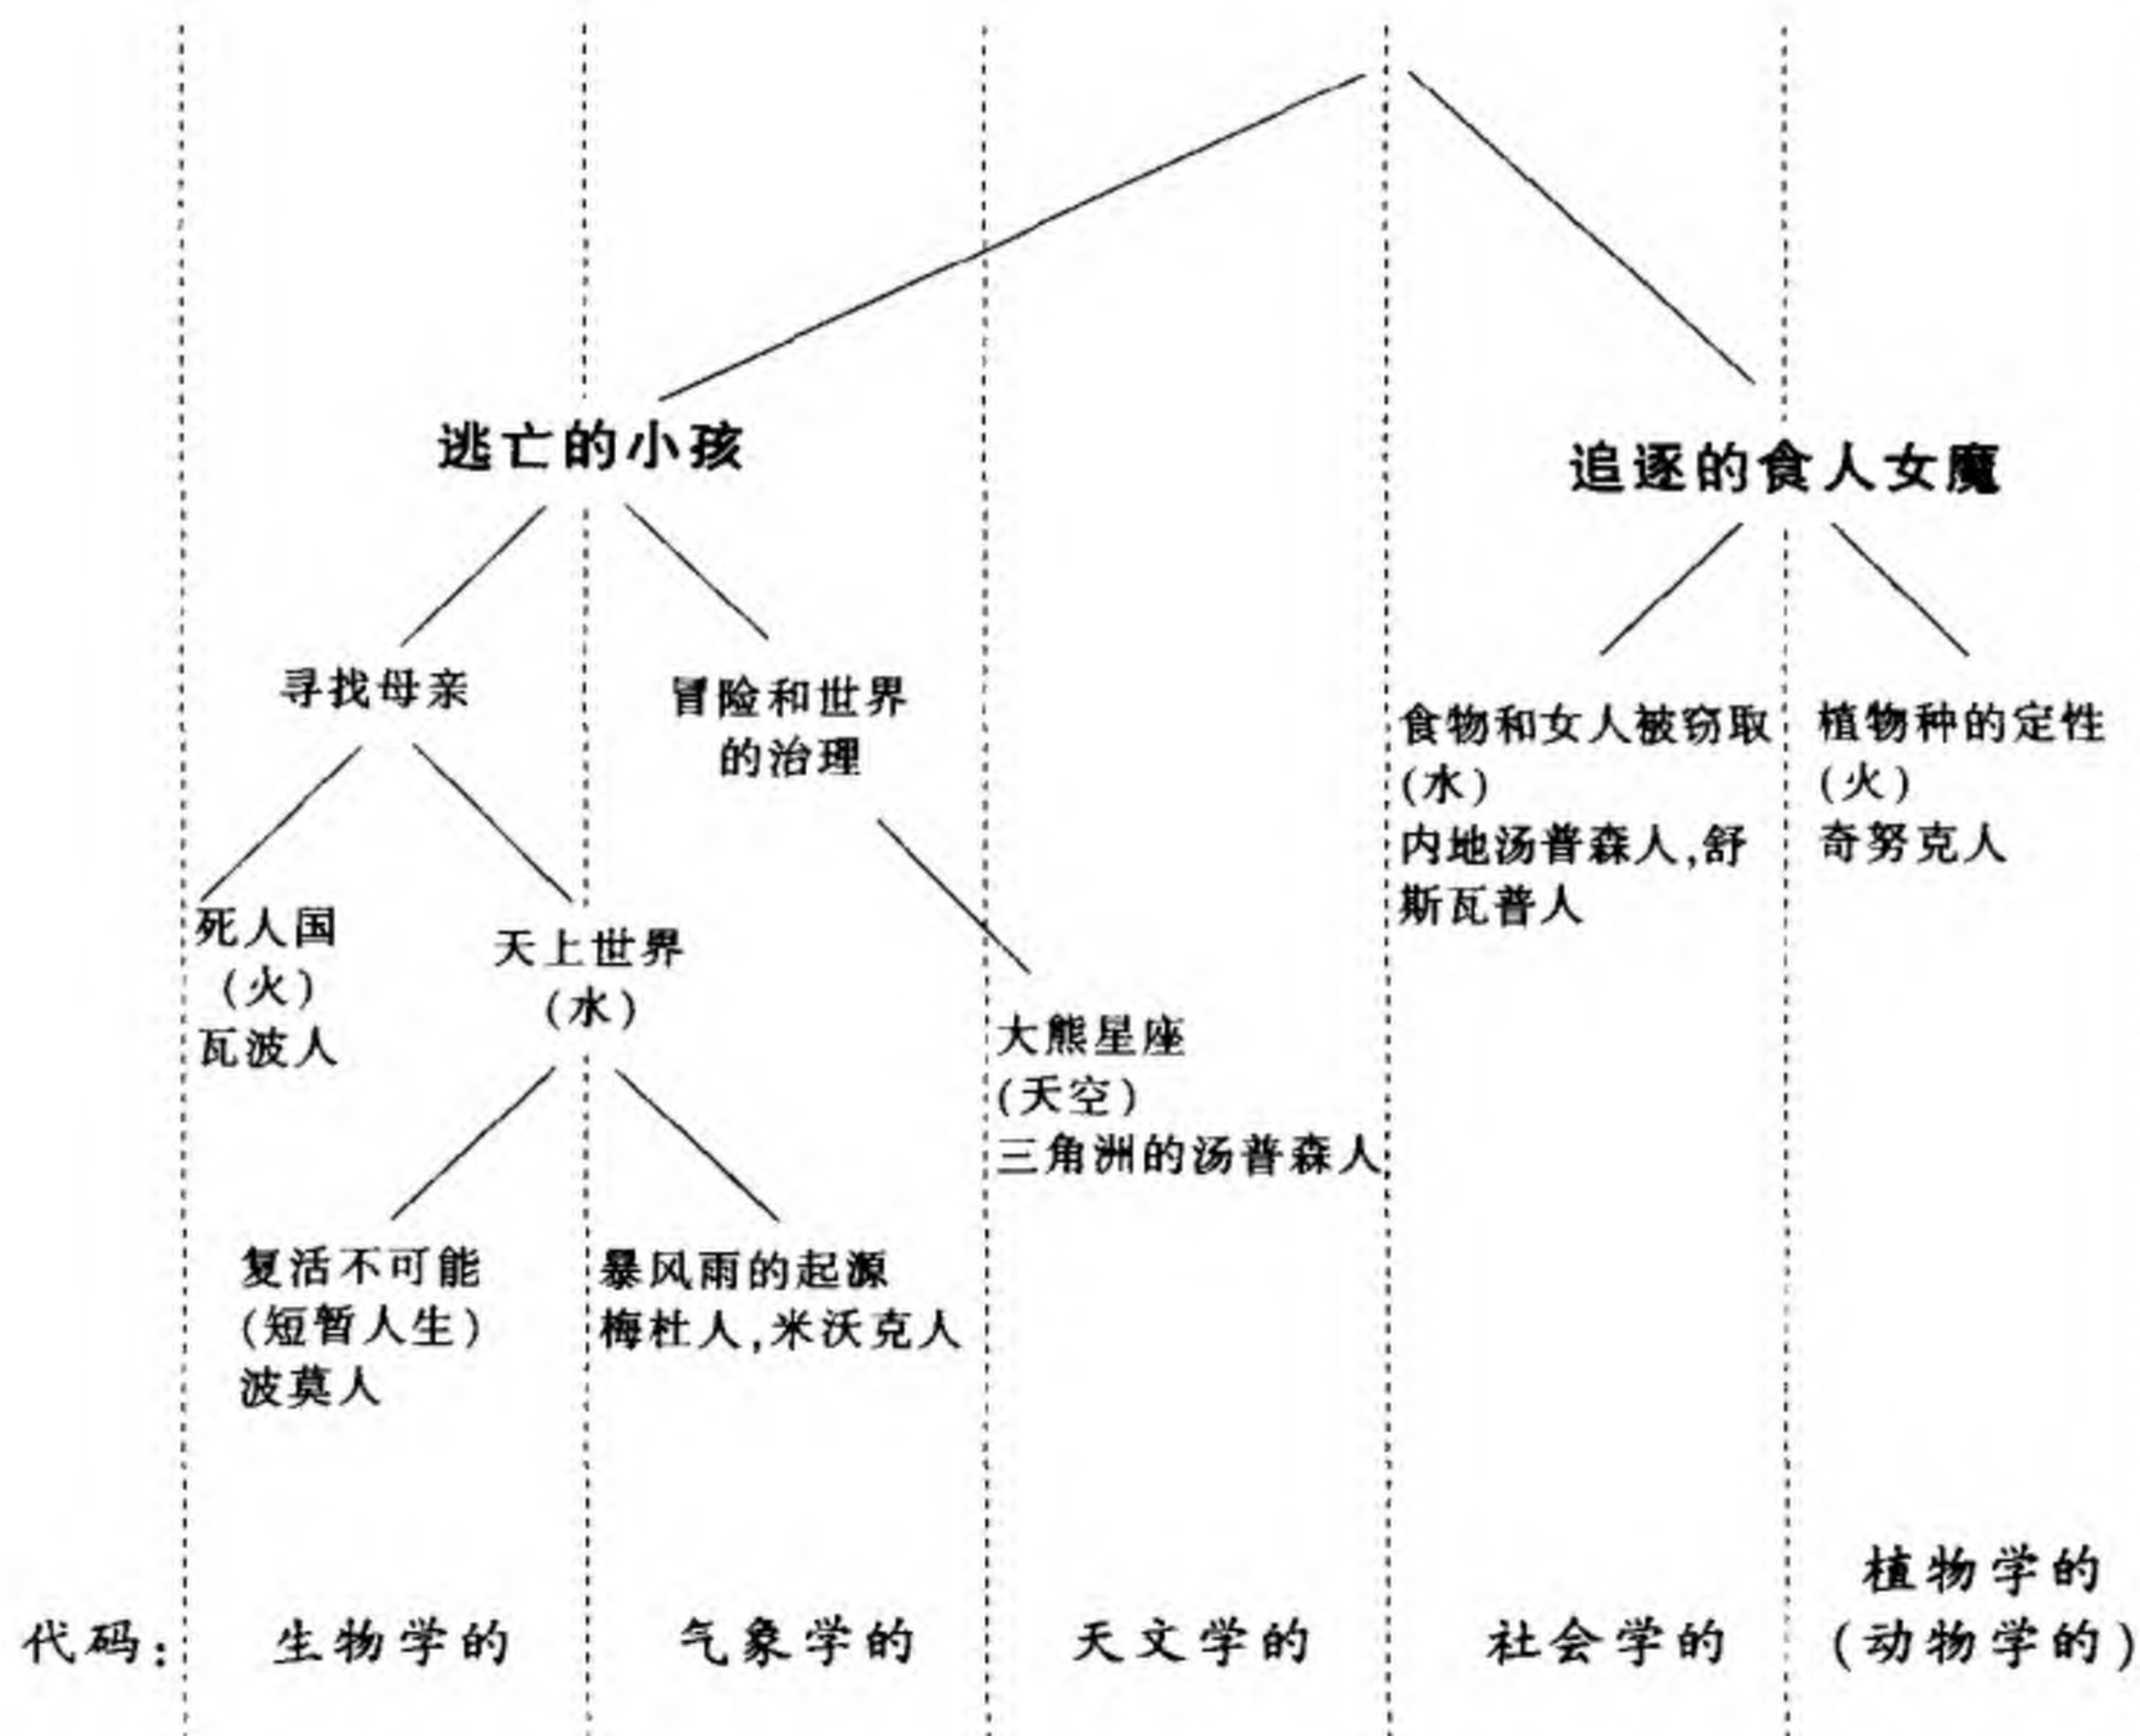 逃亡的小孩
追逐的食人女魔
寻找母亲
冒险和世界
的治理
食物和女人被窃取
(水)
内地汤普森人,舒
斯瓦普人
植物种的定性
(火)
奇努克人
死人国
(火)
瓦波人
天上世界
(水)
大熊星座
(天空)
三角洲的汤普森人
复活不可能
(短暂人生)
波莫人
暴风雨的起源
梅杜人,米沃克人
代码:
生物学的
气象学的
天文学的
社会学的
植物学的
(动物学的)